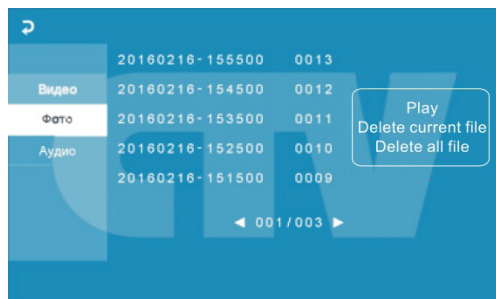 20160216-155500 0013
Видео 20160216-154500 0012
Фото 20160216-153500 0011
Аудио 20160216-152500 0010
20160216-151500 0009
001/003
Play
Delete current file
Delete all file
CTV